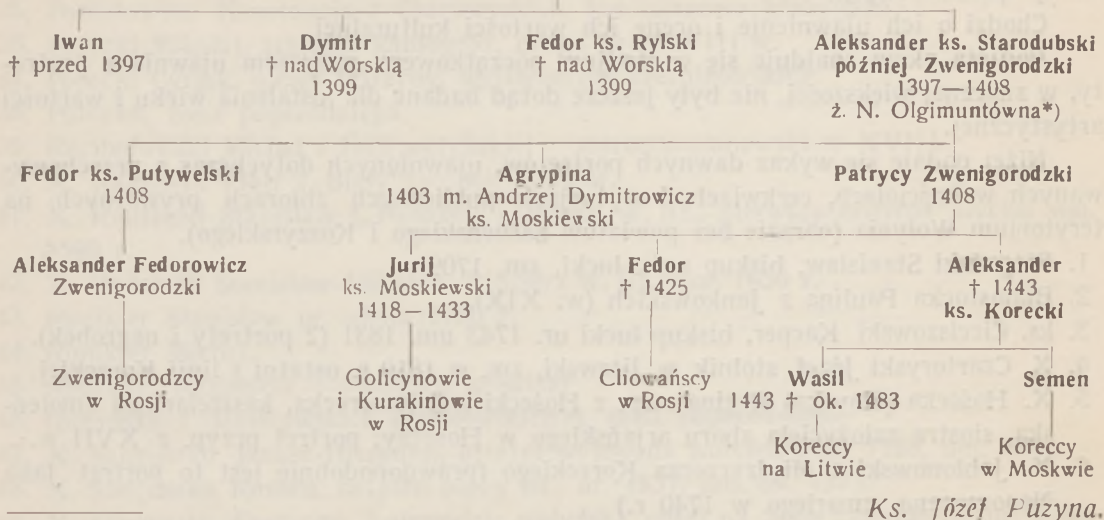 Iwan
† przed 1397
Dymitr
† nad Worsklą
1399
Fedor ks. Rylski
† nad Worsklą
1399
Aleksander ks. Starodubski
później Zwenigorodzki
1397—1408
ż. N. Olgimuntówna*)
Fedor ks. Putywelski
1408
Agrypina
1403 m. Andrzej Dymitrowicz
ks. Moskiewski
Patrycy Zwenigorodzki
1408
Aleksander Fedorowicz
Zwenigorodzki
Jurij
ks. Moskiewski
1418—1433
Fedor
† 1425
Aleksander
† 1443
ks. Korecki
Zwenigorodzcy
w Rosji
Golicynowie
i Kurakinowie
w Rosji
Chowańscy
w Rosji
Wasil
1443 † ok. 1483
Semen
Koreccy
na Litwie
Koreccy
w Moskwie
Ks. Józef Puzyna.